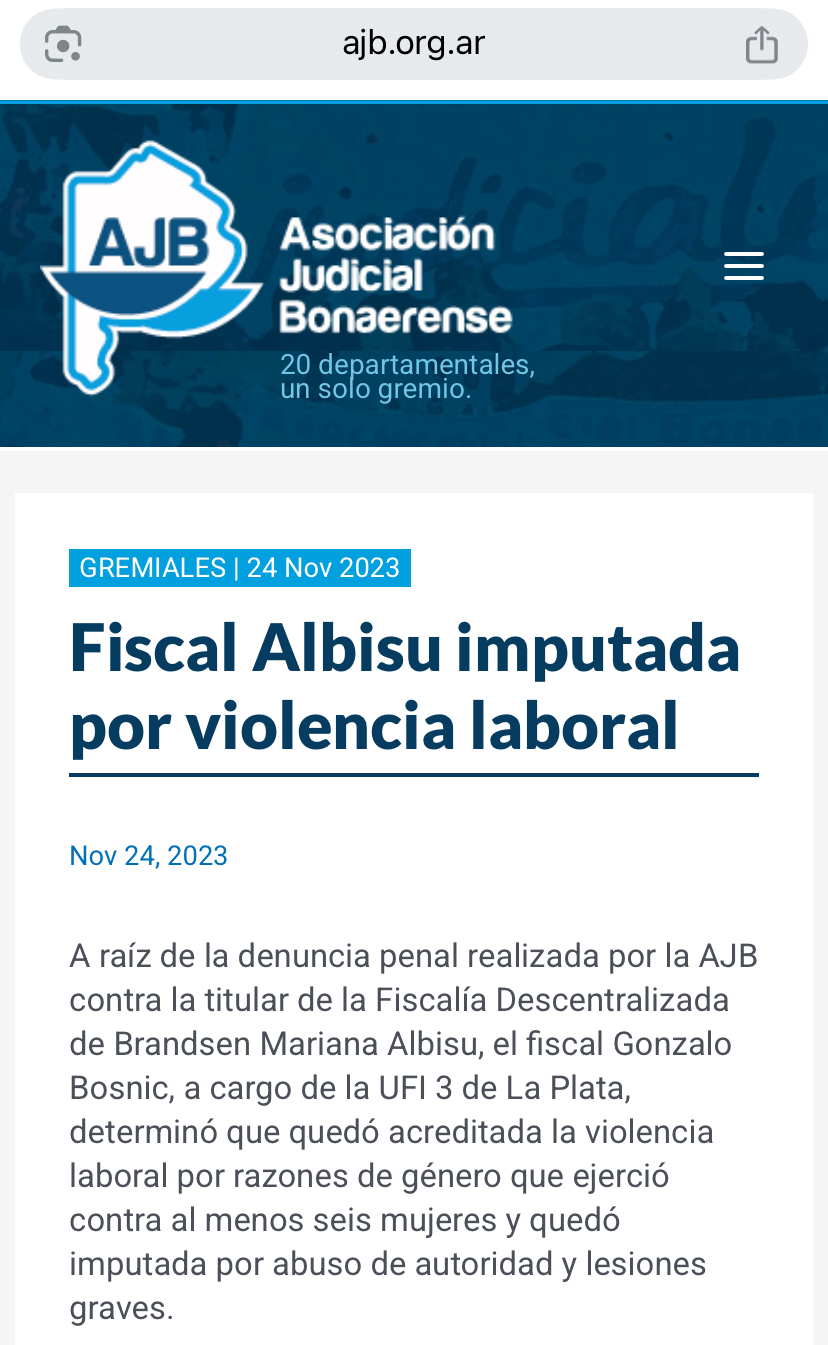 ajb.org.ar
AJB
Asociación
Judicial
Bonaerense
20 departamentales,
un solo gremio.
GREMIALES | 24 Nov 2023
Fiscal Albisu imputada
por violencia laboral
Nov 24, 2023
A raíz de la denuncia penal realizada por la AJB
contra la titular de la Fiscalía Descentralizada
de Brandsen Mariana Albisu, el fiscal Gonzalo
Bosnic, a cargo de la UFI 3 de La Plata,
determinó que quedó acreditada la violencia
laboral por razones de género que ejerció
contra al menos seis mujeres y quedó
imputada por abuso de autoridad y lesiones
graves.